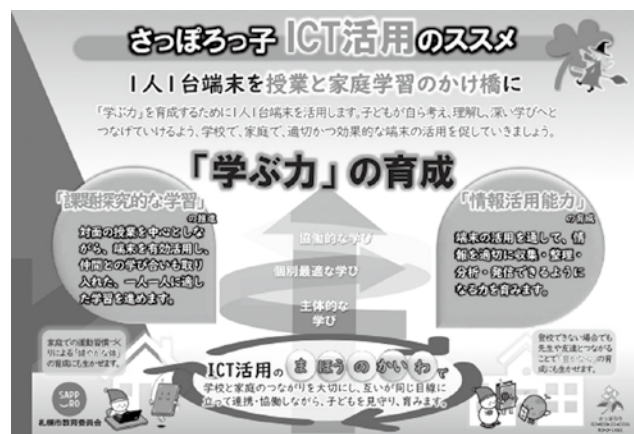 さっぽろっ子 ICT活用のススメ
1人1台端末を授業と家庭学習のかけ橋に
「学ぶ力」を育成するために1人1台端末を活用します。子どもが自ら考え、理解し、深い学びへと
つなげていけるよう、学校で、家庭で、適切かつ効果的な端末の活用を促していきましょう。
「学ぶ力」の育成
「課題探究的な学習」
の推進
対面の授業を中心としな
がら、端末を有効活用し、
仲間との学び合いも取り
入れた、一人一人に適し
た学習を進めます。
協働的な学び
個別最適な学び
主体的な
学び
「情報活用能力」
の育成
端末の活用を通して、情
報を適切に収集・整理・
分析・発信できるように
なる力を育みます。
家庭での運動習慣づく
りによる「健やかな体」
の育成にも生かせます。
ICT活用の まほうのかいわ で
学校と家庭のつながりを大切にし、互いが同じ目線に
立って連携・協働しながら、子どもを見守り、育みます。
登校できない場合でも
先生や友達とつながる
ことで「豊かな心」の育
成にも生かせます。
SAPP
RO
札幌市教育委員会